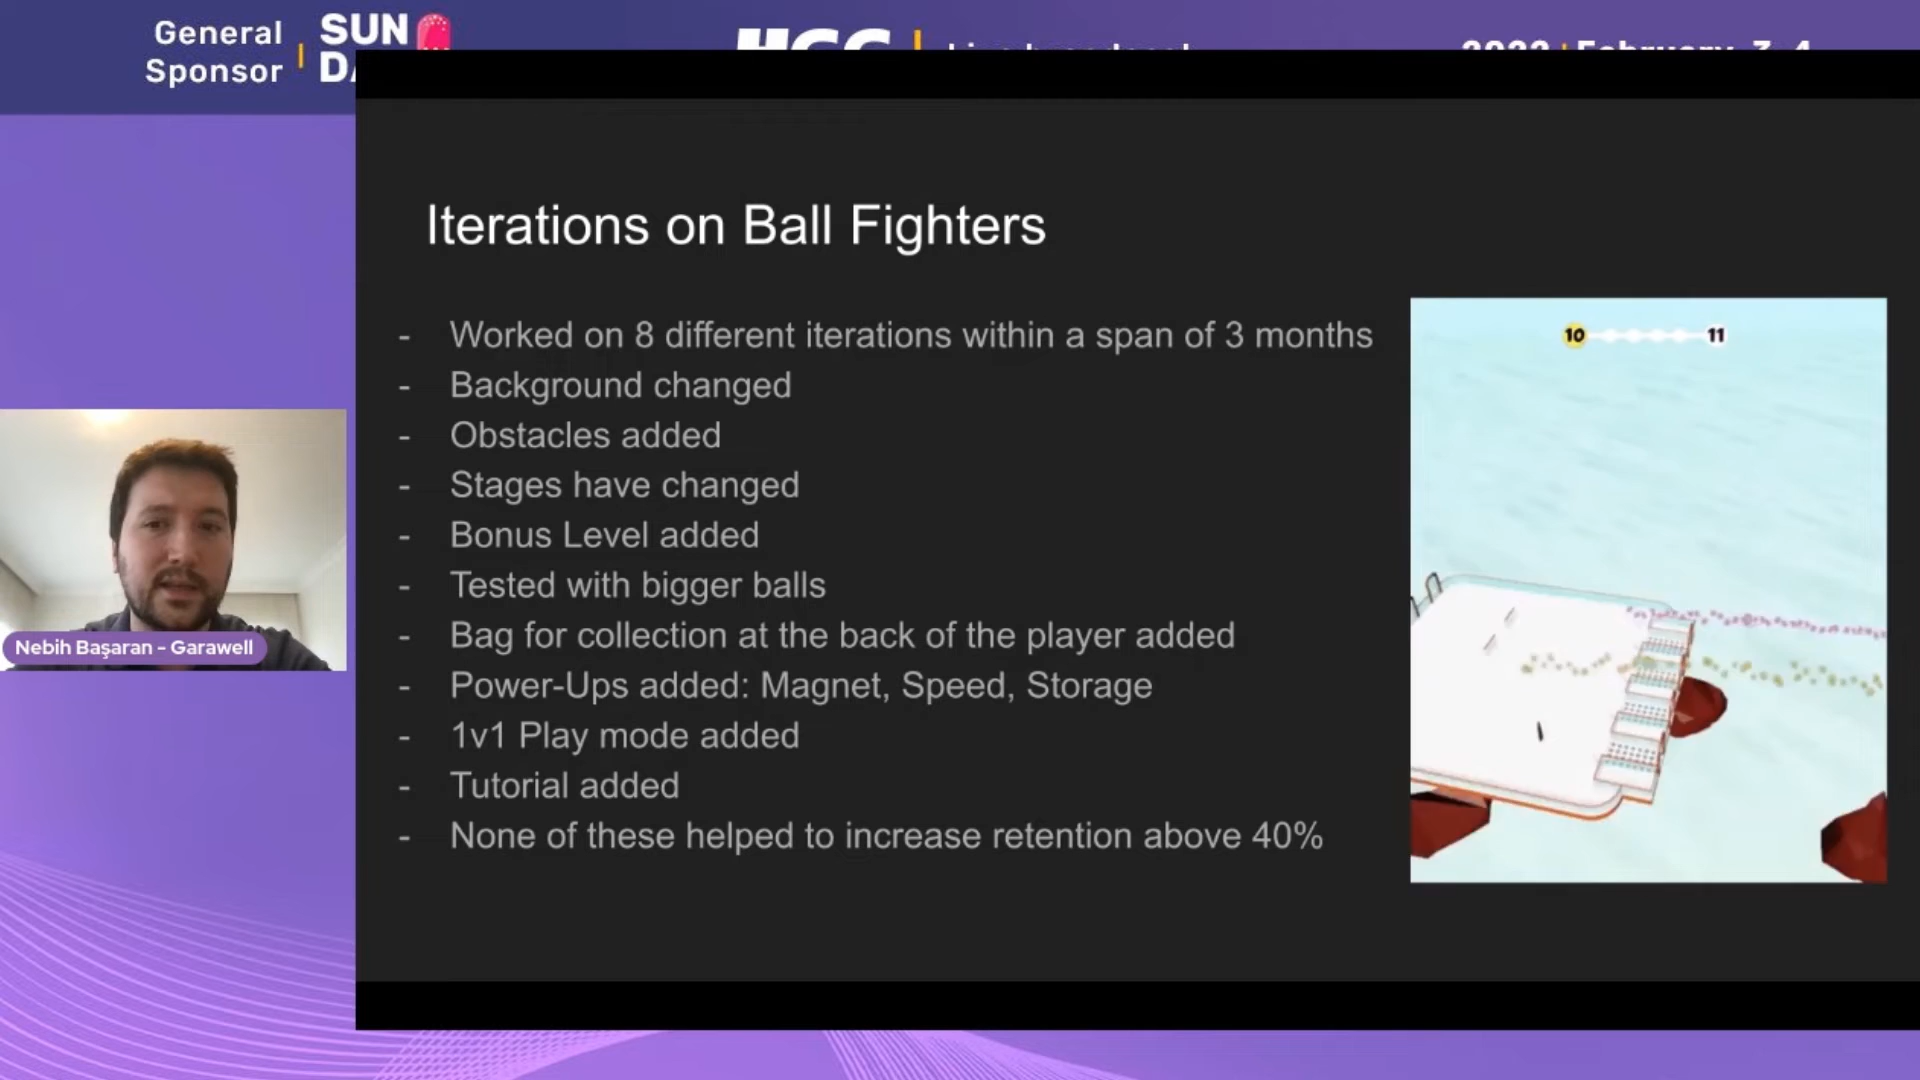 General
Sponsor
SUN
Iterations on Ball Fighters
- Worked on 8 different iterations within a span of 3 months
- Background changed
- Obstacles added
- Stages have changed
- Bonus Level added
- Tested with bigger balls
- Bag for collection at the back of the player added
- Power-Ups added: Magnet, Speed, Storage
- 1v1 Play mode added
- Tutorial added
- None of these helped to increase retention above 40%
10
11
Nebih Başaran - Garawell